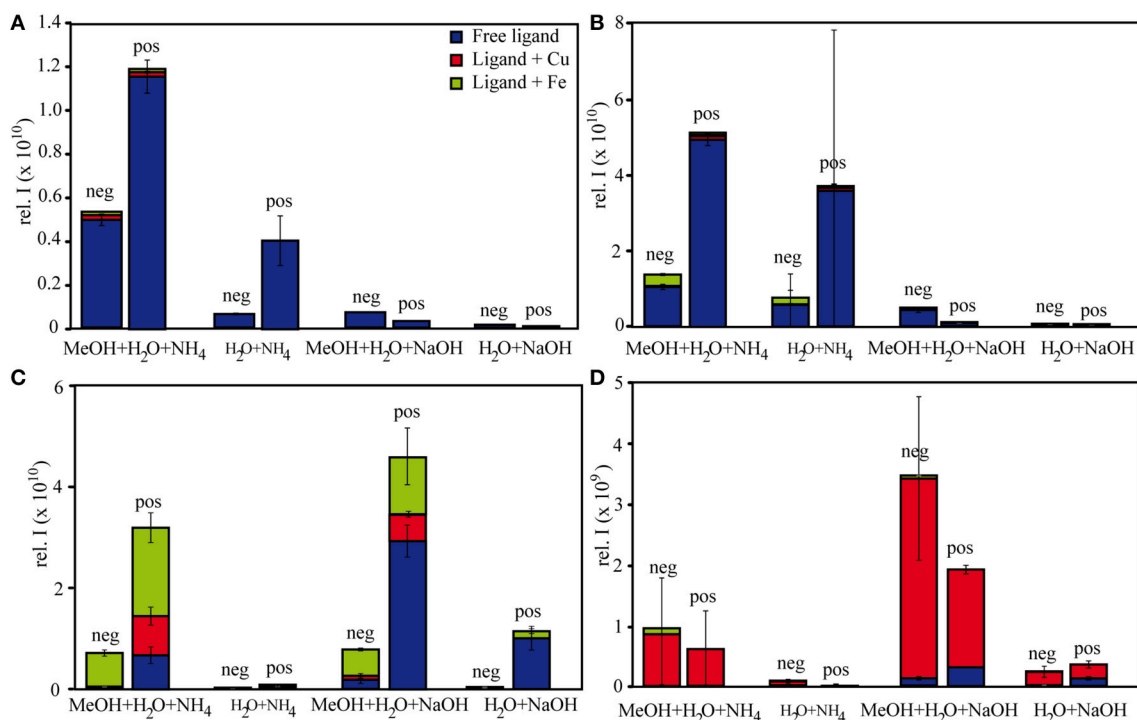 A
rel. I (x 10¹⁰)
1.4
1.2
1.0
0.8
0.6
0.4
0.2
0
neg
pos
neg
pos
neg
pos
neg
pos
Free ligand
Ligand + Cu
Ligand + Fe
MeOH+H₂O+NH₄
H₂O+NH₄
MeOH+H₂O+NaOH
H₂O+NaOH
B
rel. I (x 10¹⁰)
8
6
4
2
0
neg
pos
neg
pos
neg
pos
neg
pos
MeOH+H₂O+NH₄
H₂O+NH₄
MeOH+H₂O+NaOH
H₂O+NaOH
C
rel. I (x 10¹⁰)
6
4
2
0
neg
pos
neg
pos
neg
pos
neg
pos
MeOH+H₂O+NH₄
H₂O+NH₄
MeOH+H₂O+NaOH
H₂O+NaOH
D
rel. I (x 10⁹)
5
4
3
2
1
0
neg
pos
neg
pos
neg
pos
neg
pos
MeOH+H₂O+NH₄
H₂O+NH₄
MeOH+H₂O+NaOH
H₂O+NaOH